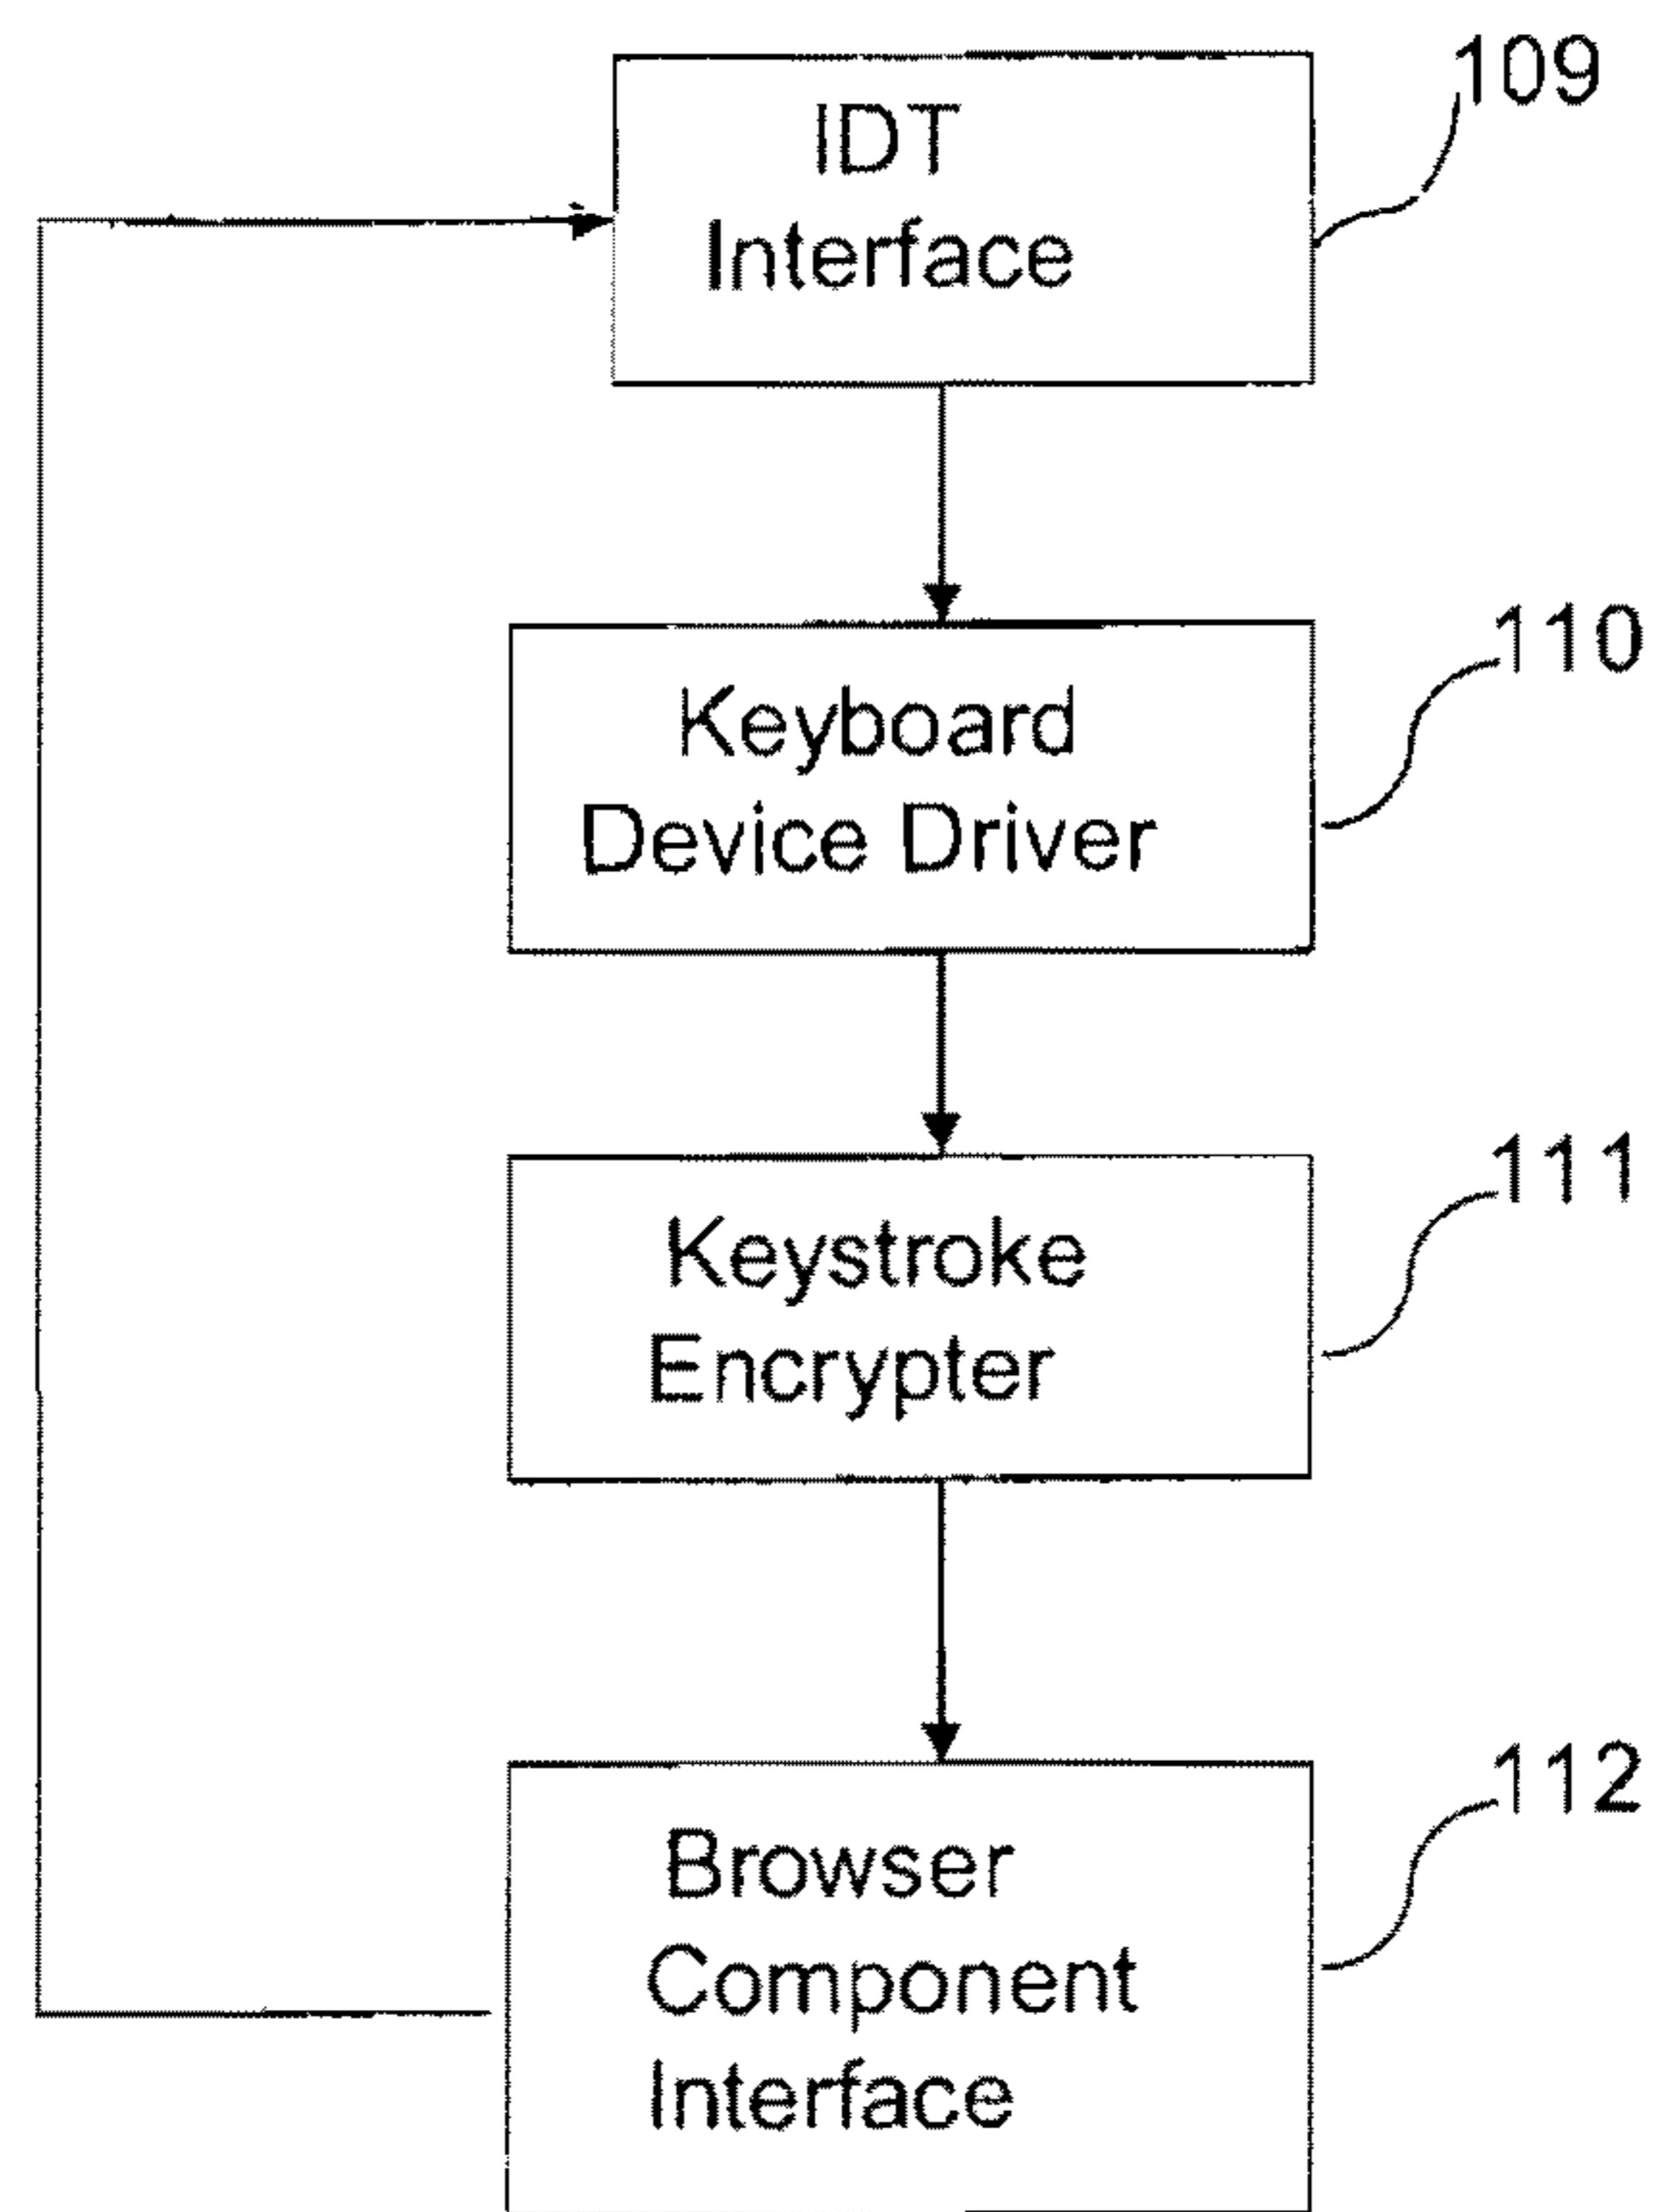 109
IDT
Interface
110
Keyboard
Device Driver
111
Keystroke
Encrypter
112
Browser
Component
Interface